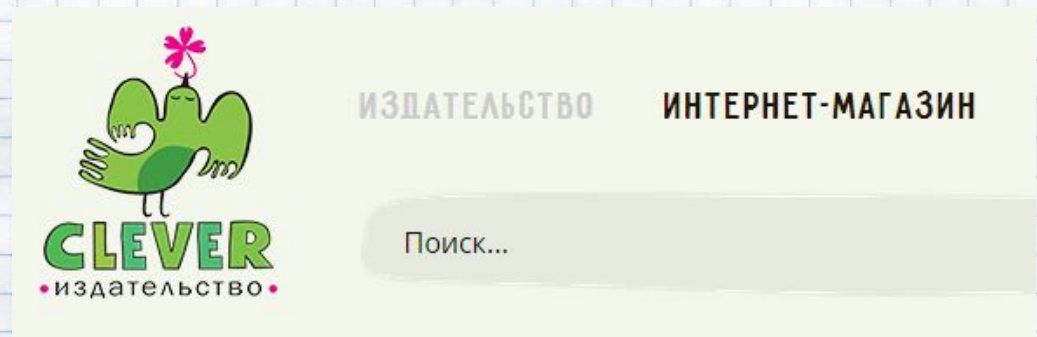 ИЗДАТЕЛЬСТВО ИНТЕРНЕТ-МАГАЗИН
Поиск...
CLEVER
•издательство•